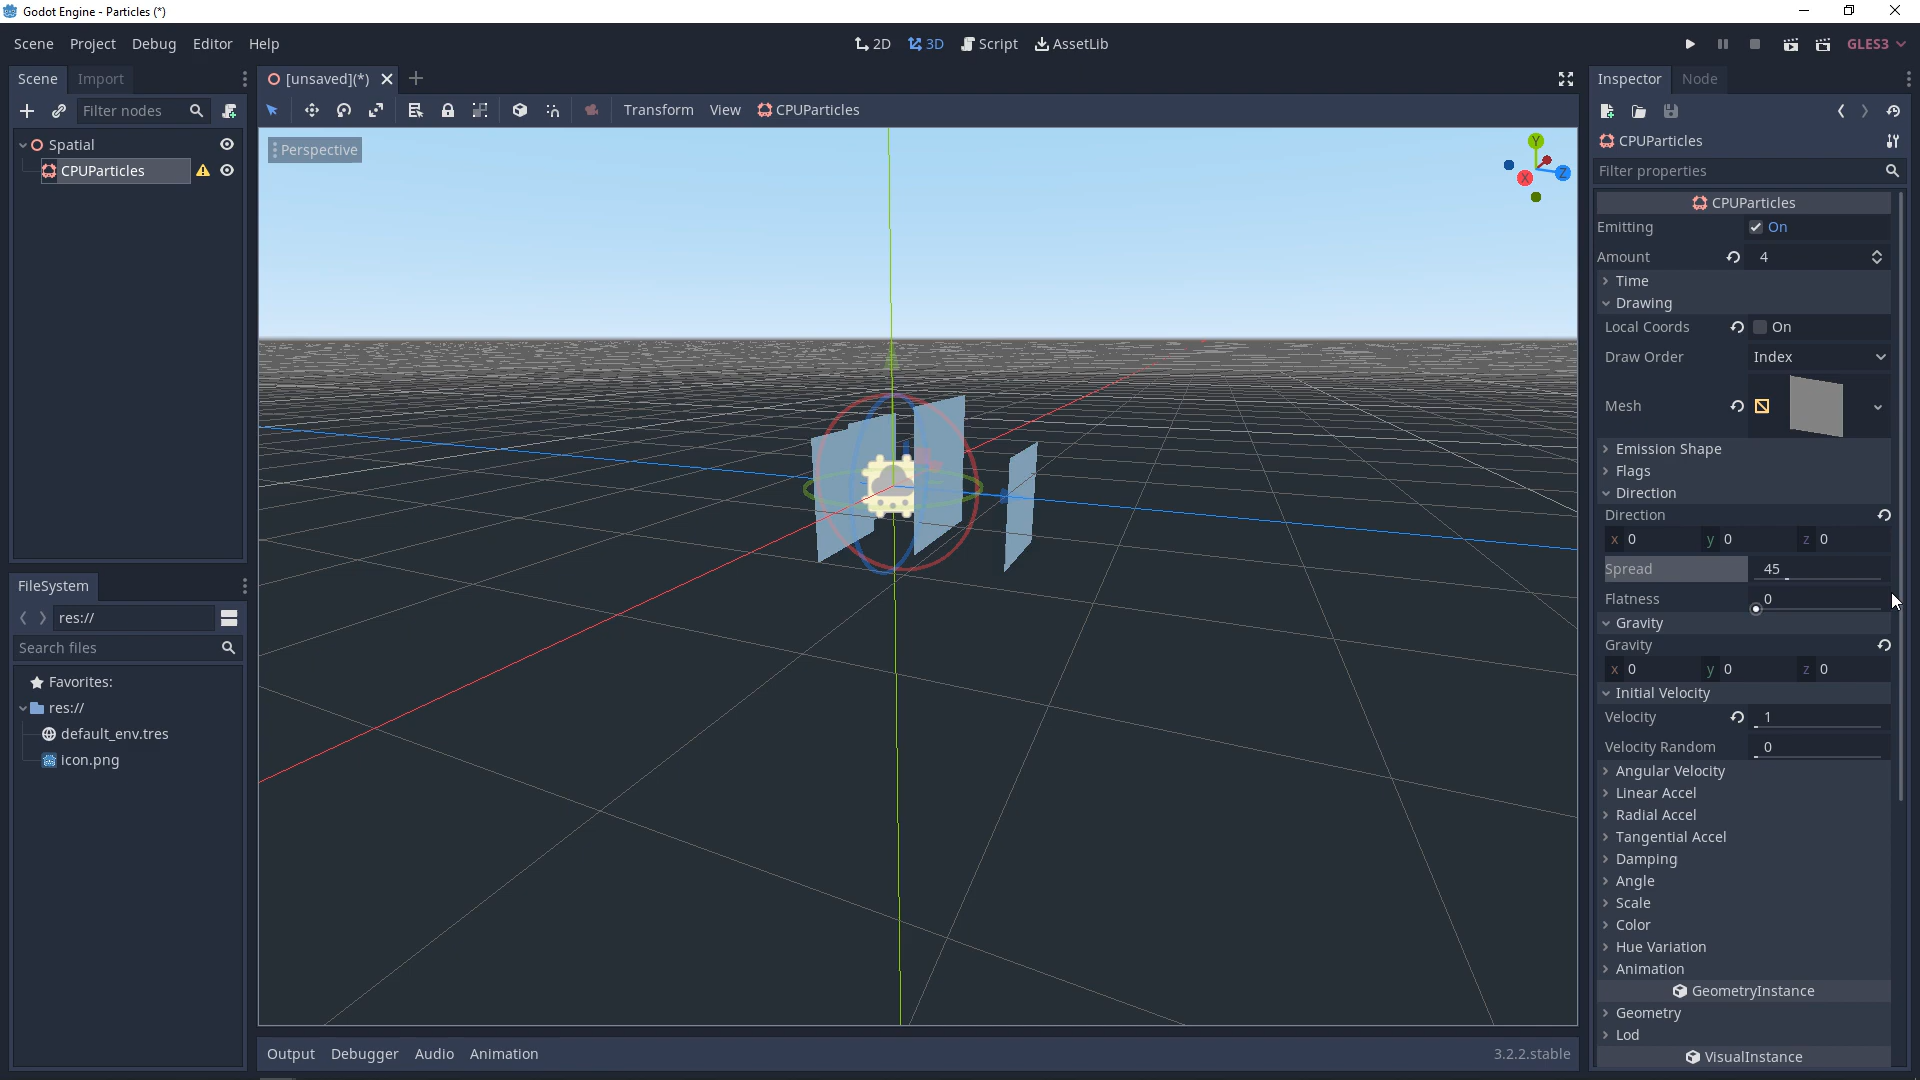 Godot Engine - Particles (*)
Scene Project Debug Editor Help
2D 3D Script AssetLib
GLES3
Scene Import
[unsaved](*)
Inspector Node
Filter nodes
Transform View CPUParticles
Spatial
CPUParticles
Perspective
Y
X
Z
CPUParticles
Filter properties
CPUParticles
Emitting On
Amount 4
Time
Drawing
Local Coords On
Draw Order Index
Mesh
Emission Shape
Flags
Direction
Direction
x 0 y 0 z 0
Spread 45
Flatness 0
Gravity
Gravity
x 0 y 0 z 0
Initial Velocity
Velocity 1
Velocity Random 0
Angular Velocity
Linear Accel
Radial Accel
Tangential Accel
Damping
Angle
Scale
Color
Hue Variation
Animation
GeometryInstance
Geometry
Lod
VisualInstance
FileSystem
res://
Search files
Favorites:
res://
default_env.tres
icon.png
Output Debugger Audio Animation
3.2.2.stable